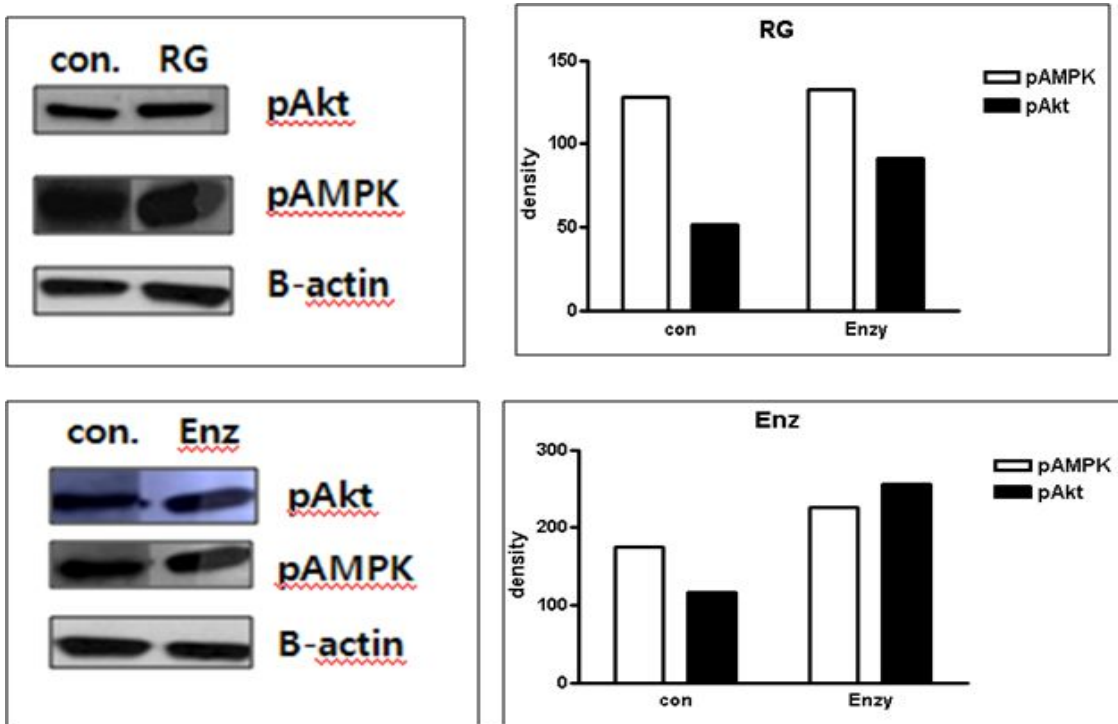 con. RG
pAkt
pAMPK
B-actin
RG
150
100
50
0
density
con Enzy
pAMPK
pAkt
con. Enz
pAkt
pAMPK
B-actin
Enz
300
200
100
0
density
con Enzy
pAMPK
pAkt